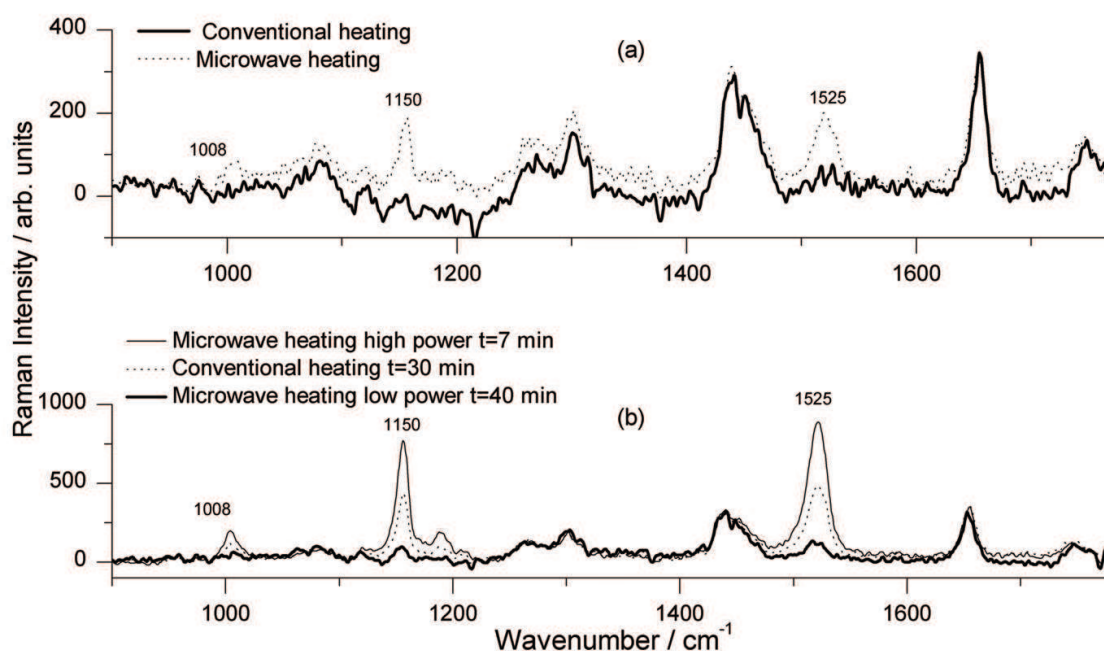 400
Conventional heating
Microwave heating
(a)
1150
1525
200
1008
0
1000
1200
1400
1600
Raman Intensity / arb. units
Microwave heating high power t=7 min
Conventional heating t=30 min
Microwave heating low power t=40 min
1000
1150
(b)
1525
500
1008
0
1000
1200
1400
1600
Wavenumber / cm⁻¹